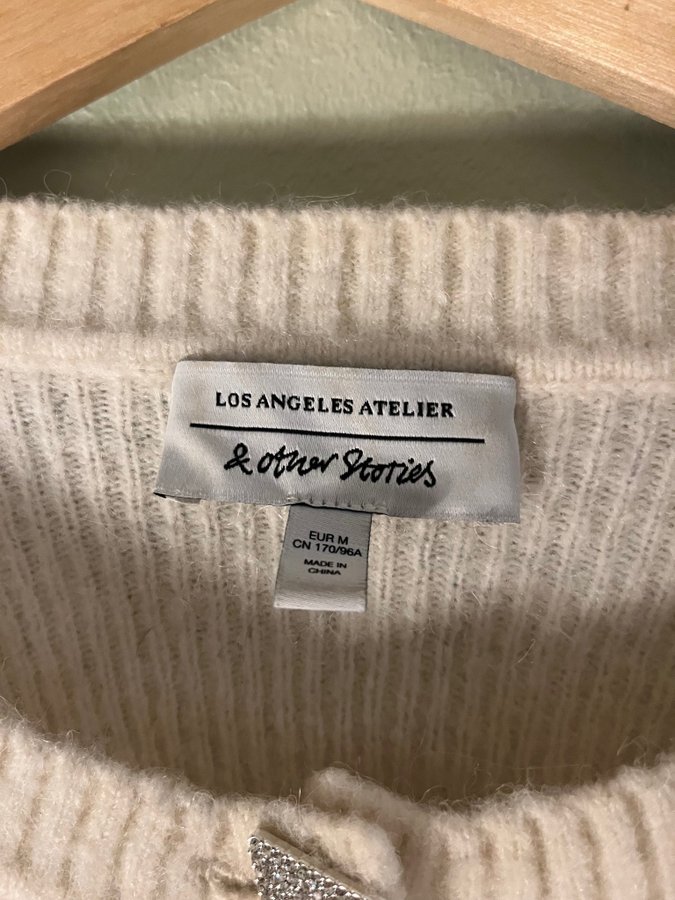 LOS ANGELES ATELIER
& other Stories
EUR M
CN 170/96A
MADE IN
CHINA